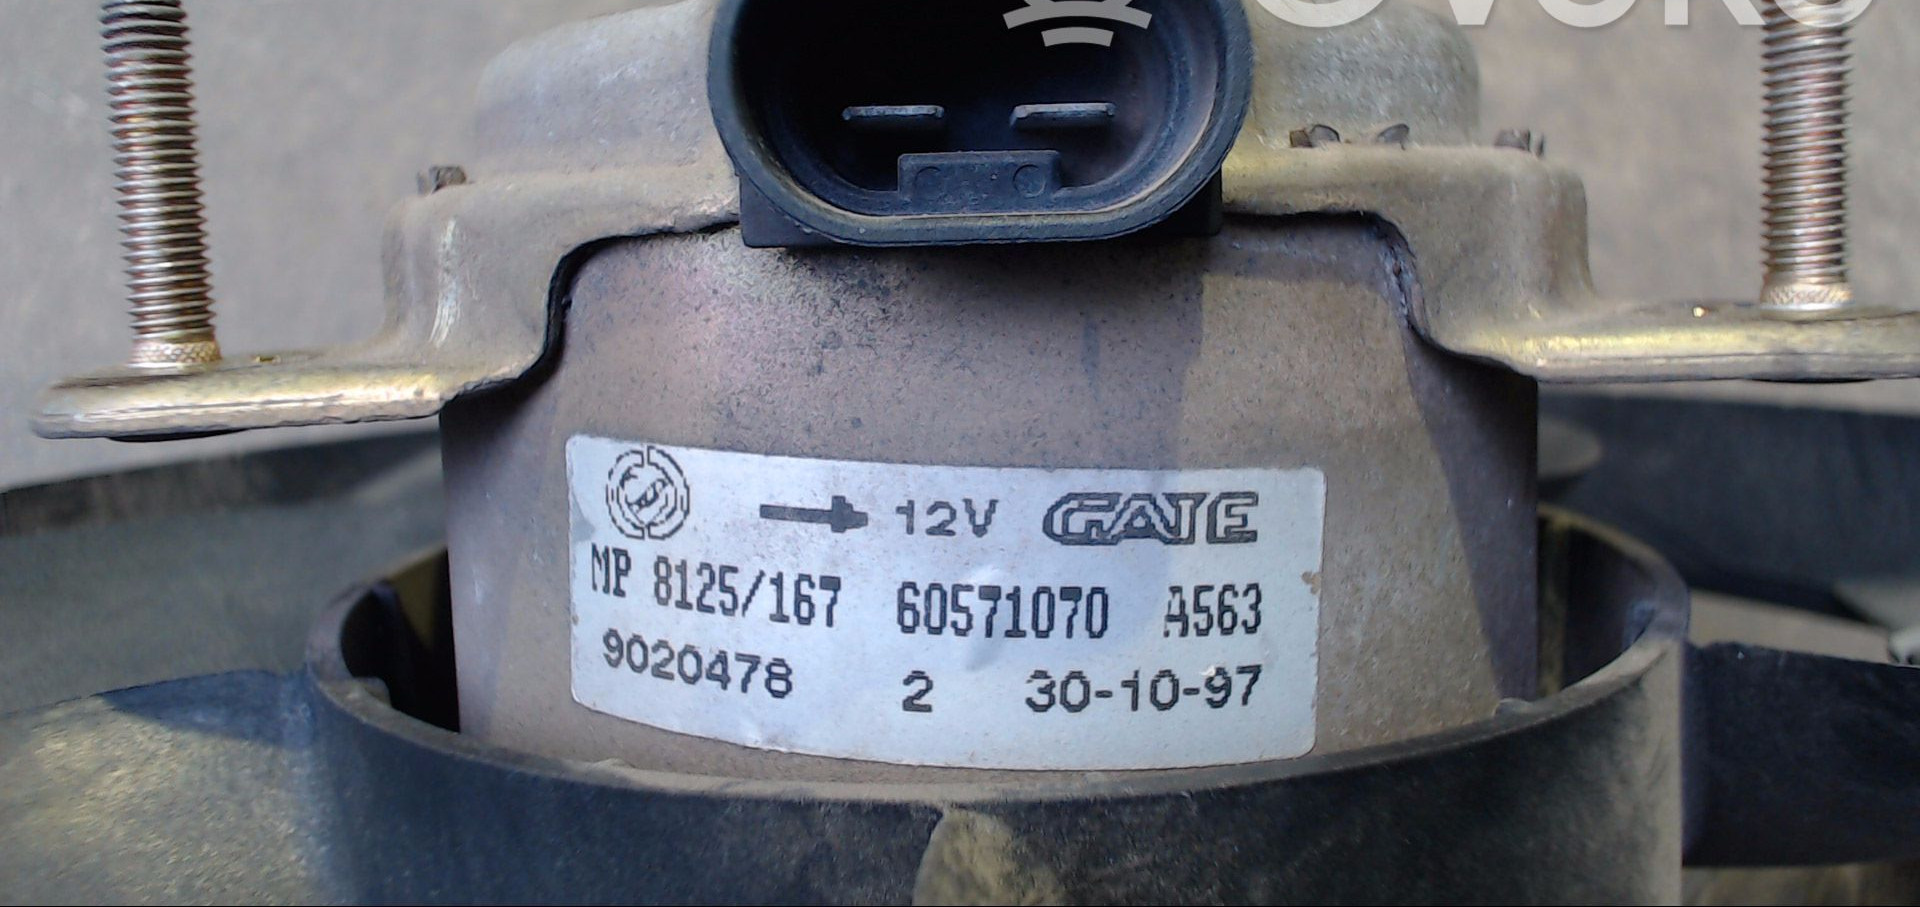 12V GATE
MP 8125/167 60571070 A563
9020478 2 30-10-97